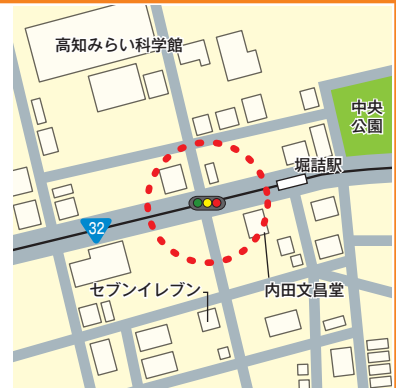 高知みらい科学館
中央
公園
堀詰駅
32
セブンイレブン
内田文昌堂